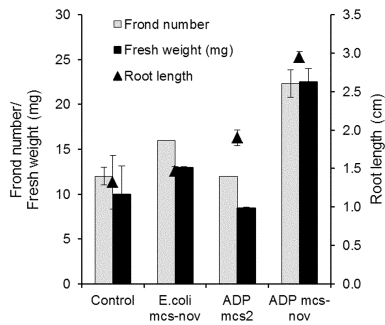 Frond number
Fresh weight (mg)
Root length
Frond number/
Fresh weight (mg)
30
25
20
15
10
5
0
Root length (cm)
3.5
3.0
2.5
2.0
1.5
1.0
0.5
0.0
Control
E.coli
mcs-nov
ADP
mcs2
ADP mcs-
nov